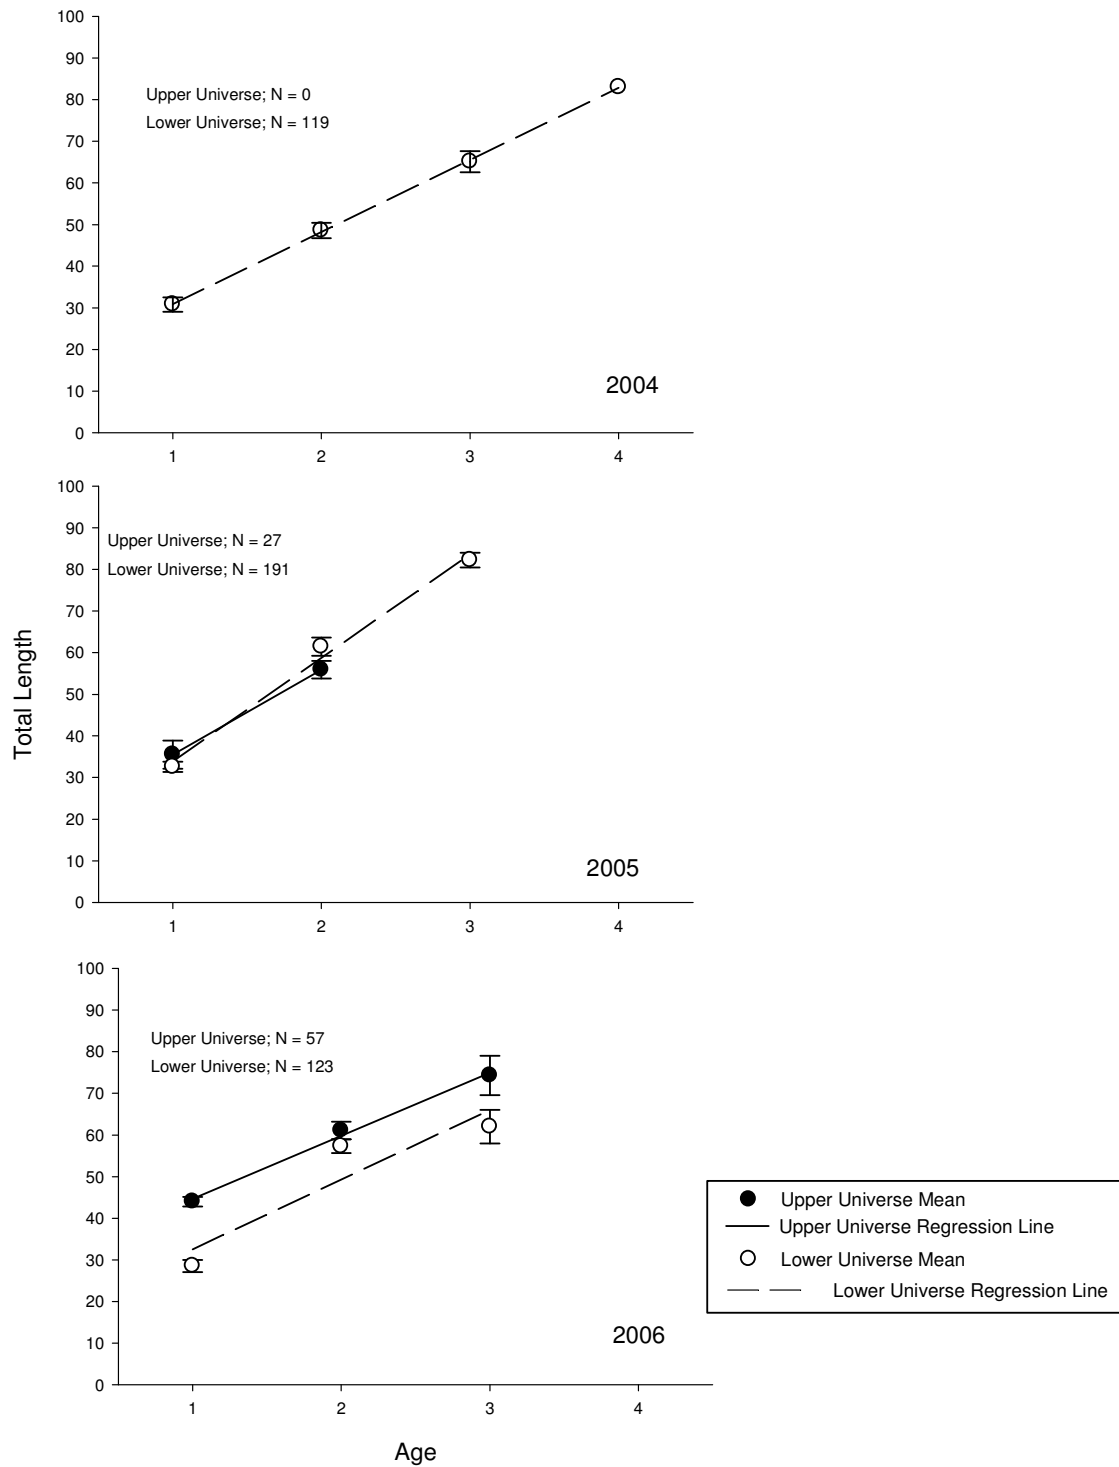 100
90
80
70
60
50
40
30
20
10
0
Upper Universe; N = 0
Lower Universe; N = 119
2004
1 2 3 4
Total Length
100
90
80
70
60
50
40
30
20
10
0
Upper Universe; N = 27
Lower Universe; N = 191
2005
1 2 3 4
100
90
80
70
60
50
40
30
20
10
0
Upper Universe; N = 57
Lower Universe; N = 123
2006
1 2 3 4
Age
Upper Universe Mean
Upper Universe Regression Line
Lower Universe Mean
Lower Universe Regression Line